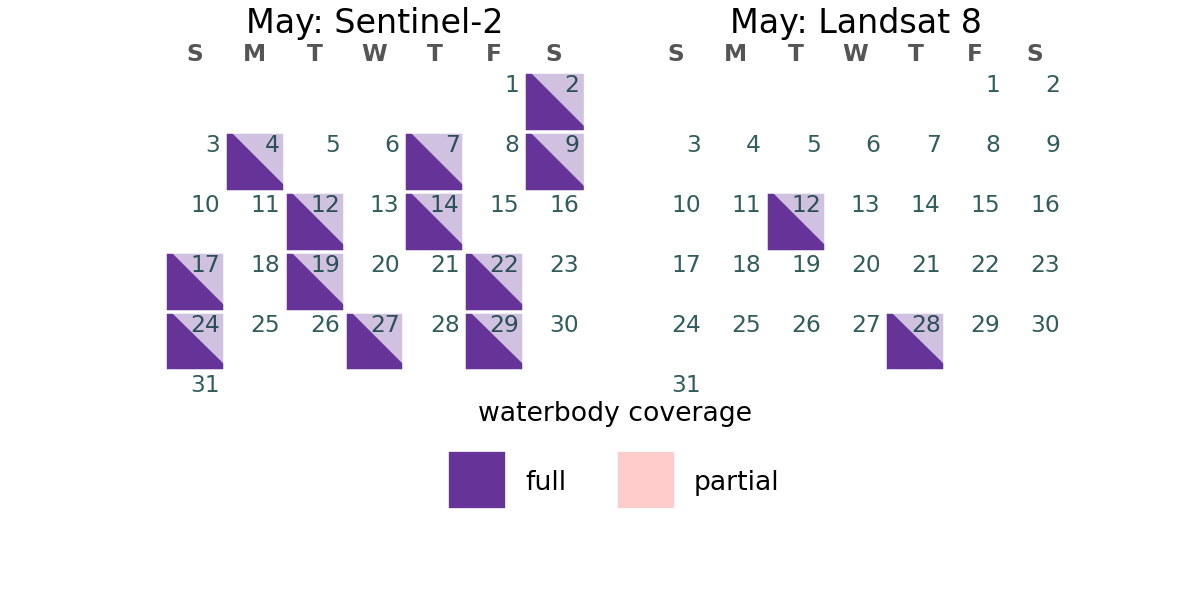 May: Sentinel-2
S M T W T F S
1 2
3 4 5 6 7 8 9
10 11 12 13 14 15 16
17 18 19 20 21 22 23
24 25 26 27 28 29 30
31
May: Landsat 8
S M T W T F S
1 2
3 4 5 6 7 8 9
10 11 12 13 14 15 16
17 18 19 20 21 22 23
24 25 26 27 28 29 30
31
waterbody coverage
full partial